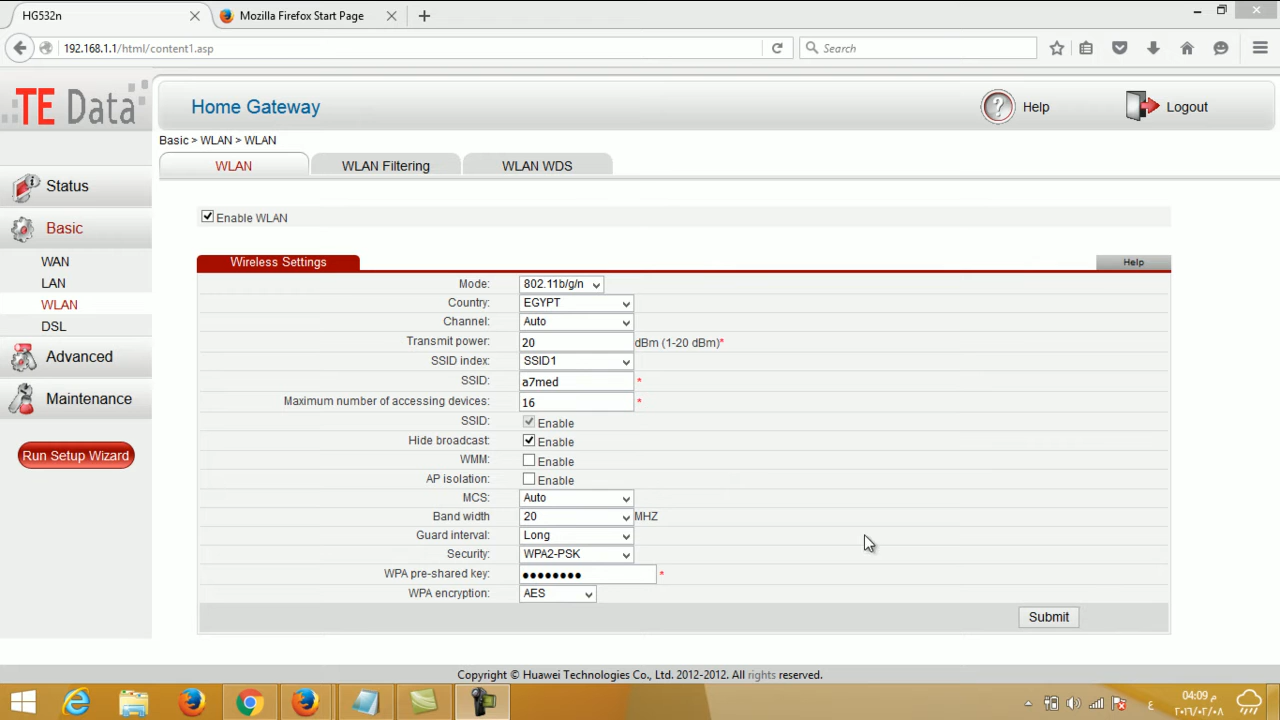 HG532n
Mozilla Firefox Start Page
192.168.1.1/html/content1.asp
Search
TE Data
Home Gateway
Help
Logout
Basic > WLAN > WLAN
WLAN
WLAN Filtering
WLAN WDS
Status
Basic
WAN
LAN
WLAN
DSL
Advanced
Maintenance
Run Setup Wizard
Enable WLAN
Wireless Settings
Help
Mode: 802.11b/g/n
Country: EGYPT
Channel: Auto
Transmit power: 20 dBm (1-20 dBm)*
SSID index: SSID1
SSID: a7med *
Maximum number of accessing devices: 16 *
SSID: Enable
Hide broadcast: Enable
WMM: Enable
AP isolation: Enable
MCS: Auto
Band width 20 MHZ
Guard interval: Long
Security: WPA2-PSK
WPA pre-shared key: ●●●●●●●● *
WPA encryption: AES
Submit
Copyright © Huawei Technologies Co., Ltd. 2012-2012. All rights reserved.
ع
04:09 م
٢٠١٦/٠٢/٠٨